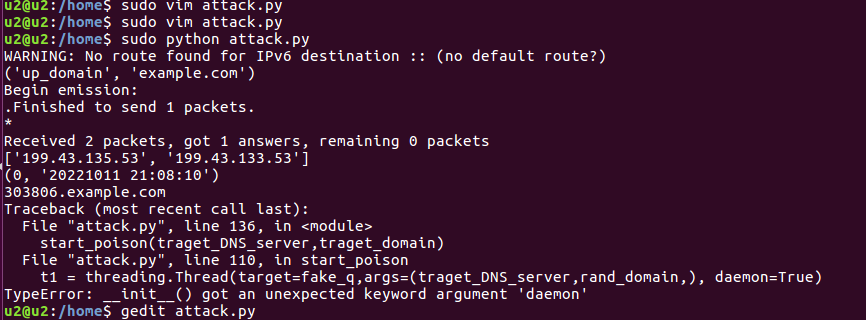 u2@u2:/home$ sudo vim attack.py
u2@u2:/home$ sudo vim attack.py
u2@u2:/home$ sudo python attack.py
WARNING: No route found for IPv6 destination :: (no default route?)
('up_domain', 'example.com')
Begin emission:
.Finished to send 1 packets.
*
Received 2 packets, got 1 answers, remaining 0 packets
['199.43.135.53', '199.43.133.53']
(0, '20221011 21:08:10')
303806.example.com
Traceback (most recent call last):
  File "attack.py", line 136, in <module>
    start_poison(traget_DNS_server,traget_domain)
  File "attack.py", line 110, in start_poison
    t1 = threading.Thread(target=fake_q,args=(traget_DNS_server,rand_domain,), daemon=True)
TypeError: __init__() got an unexpected keyword argument 'daemon'
u2@u2:/home$ gedit attack.py